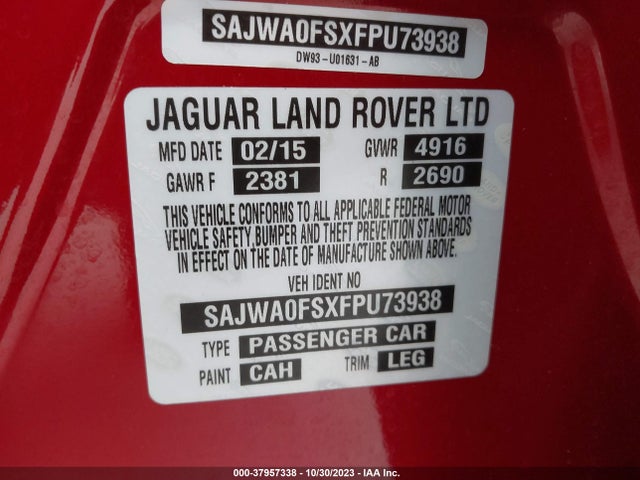 SAJWA0FSXFPU73938
DW93-U01631-AB
JAGUAR LAND ROVER LTD
MFD DATE 02/15 GVWR 4916
GAWR F 2381 R 2690
THIS VEHICLE CONFORMS TO ALL APPLICABLE FEDERAL MOTOR
VEHICLE SAFETY,BUMPER AND THEFT PREVENTION STANDARDS
IN EFFECT ON THE DATE OF MANUFACTURE SHOWN ABOVE.
VEH IDENT NO
SAJWA0FSXFPU73938
TYPE PASSENGER CAR
PAINT CAH TRIM LEG
000-37957338 - 10/30/2023 - IAA Inc.